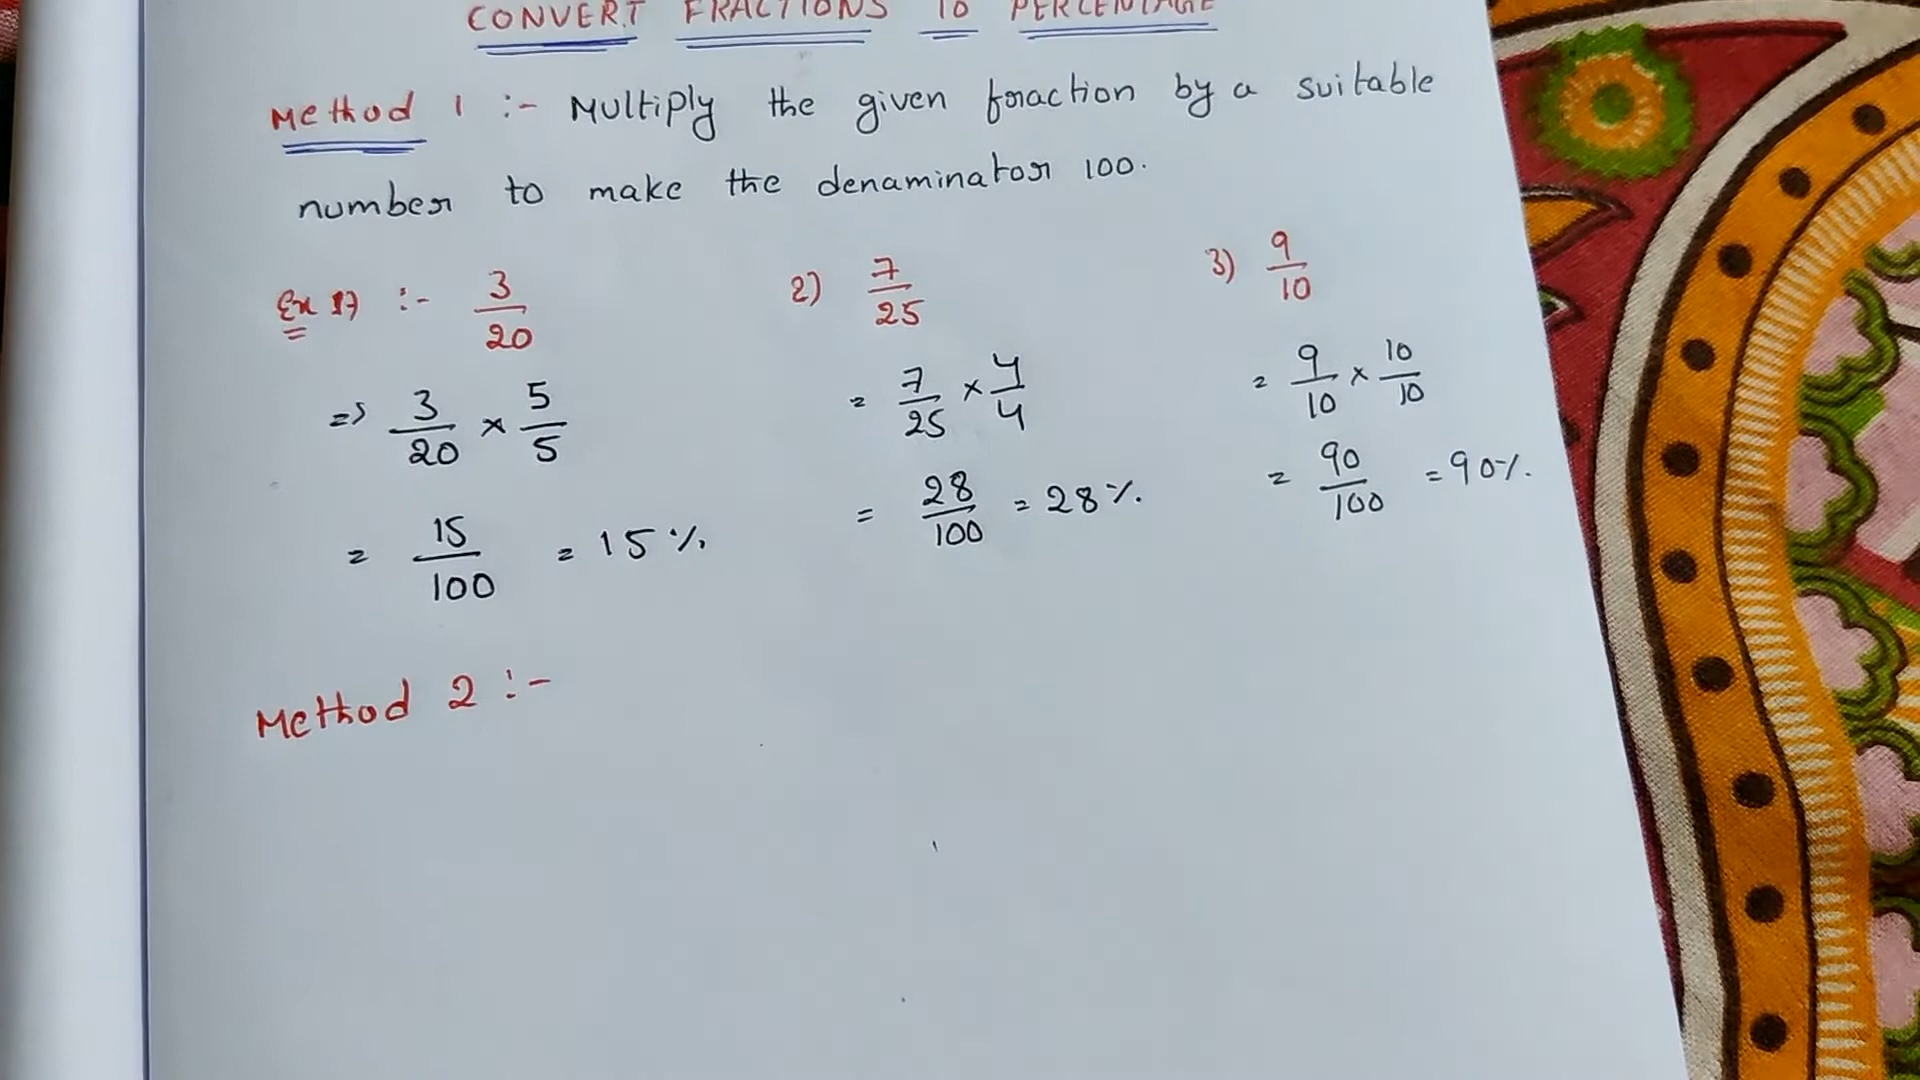 CONVERT FRACTIONS TO PERCENTAGE
Method 1 :- Multiply the given fraction by a suitable
number to make the denaminator 100.
Ex 1) :- 3/20
=> 3/20 × 5/5
= 15/100 = 15%
2) 7/25
= 7/25 × 4/4
= 28/100 = 28%.
3) 9/10
= 9/10 × 10/10
= 90/100 = 90%.
Method 2 :-